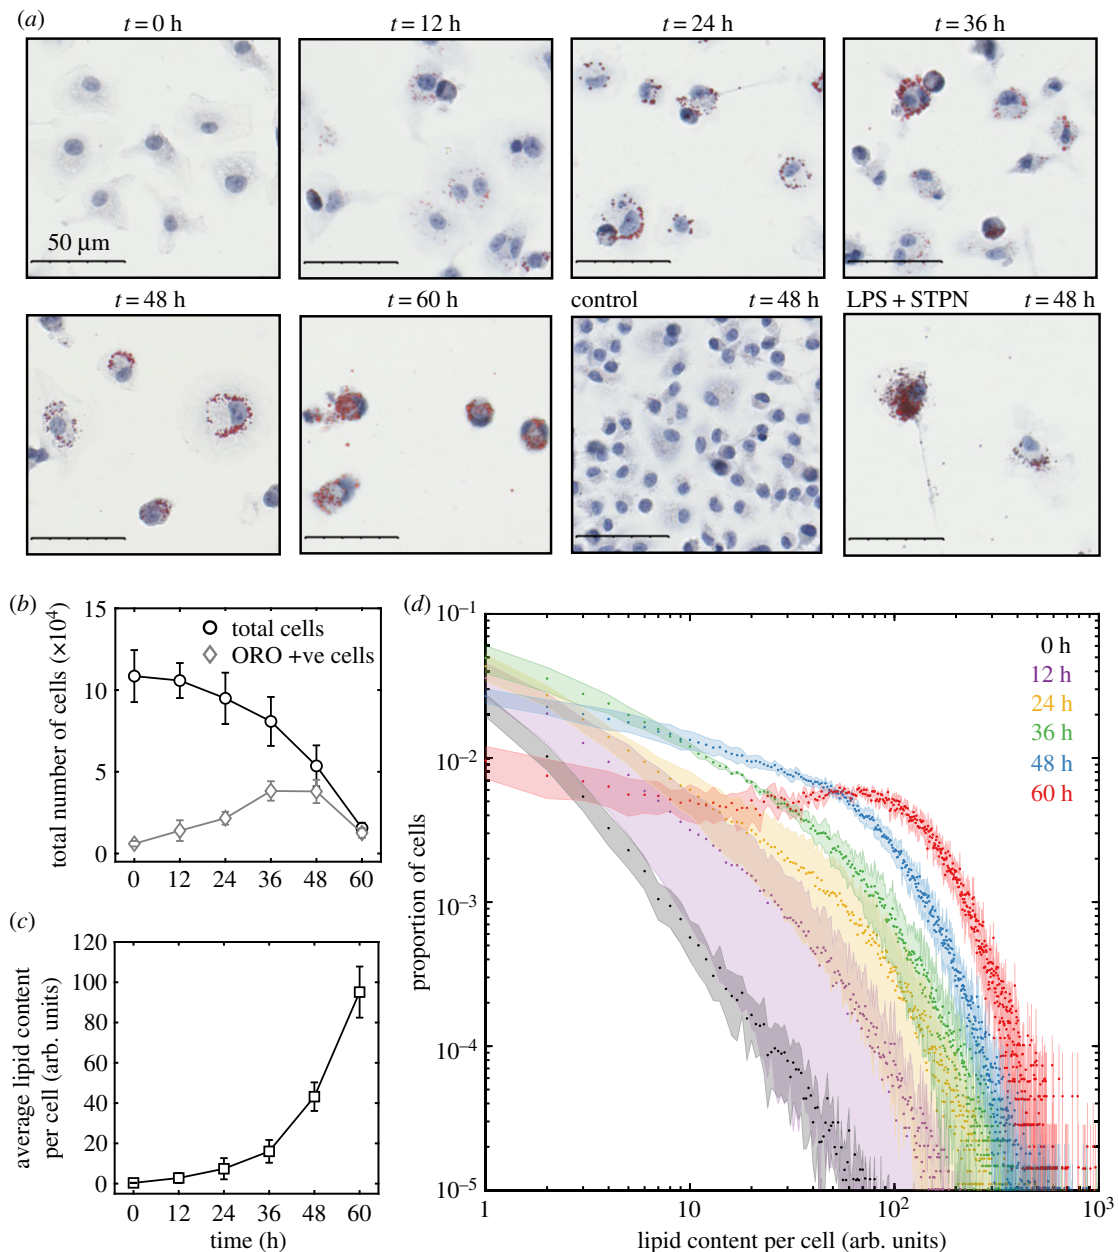 (a)
t = 0 h
t = 12 h
t = 24 h
t = 36 h
50 µm
t = 48 h
t = 60 h
control t = 48 h
LPS + STPN t = 48 h
(b)
total number of cells (×10⁴)
15
10
5
0
total cells
ORO +ve cells
0 12 24 36 48 60
(c)
average lipid content
per cell (arb. units)
120
100
80
60
40
20
0
0 12 24 36 48 60
time (h)
(d)
proportion of cells
10⁻¹
10⁻²
10⁻³
10⁻⁴
10⁻⁵
0 h
12 h
24 h
36 h
48 h
60 h
1 10 10² 10³
lipid content per cell (arb. units)